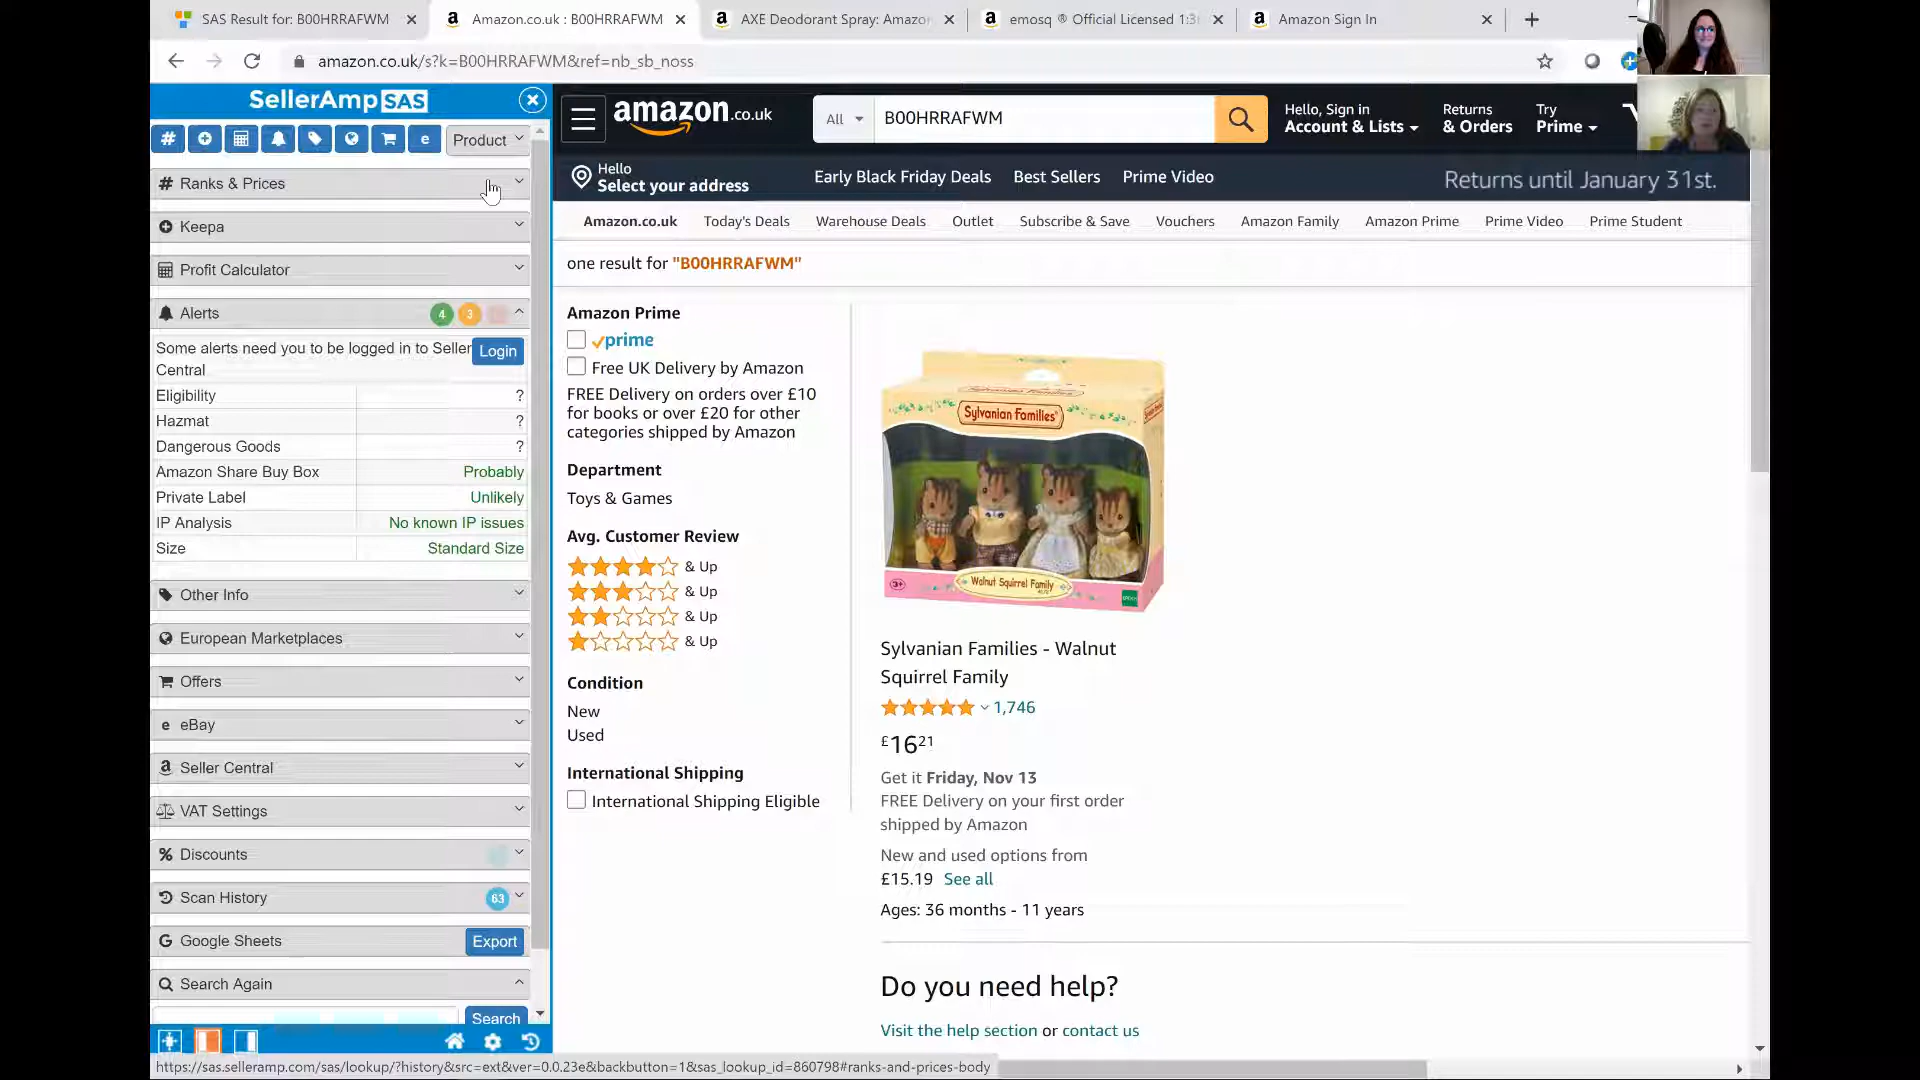 SAS Result for: B00HRRAFWM
Amazon.co.uk : B00HRRAFWM
AXE Deodorant Spray: Amazon
emosq ® Official Licensed 1:3
Amazon Sign In
amazon.co.uk/s?k=B00HRRAFWM&ref=nb_sb_noss
SellerAmp SAS
Product
Ranks & Prices
Keepa
Profit Calculator
Alerts
4
3
Some alerts need you to be logged in to Seller Central
Login
Eligibility ?
Hazmat ?
Dangerous Goods ?
Amazon Share Buy Box Probably
Private Label Unlikely
IP Analysis No known IP issues
Size Standard Size
Other Info
European Marketplaces
Offers
e eBay
Seller Central
VAT Settings
Discounts
Scan History 63
Google Sheets Export
Search Again
Search
https://sas.selleramp.com/sas/lookup/?history&src=ext&ver=0.0.23e&backbutton=1&sas_lookup_id=860798#ranks-and-prices-body
amazon.co.uk
All
B00HRRAFWM
Hello, Sign in
Account & Lists
Returns
& Orders
Try
Prime
Hello
Select your address
Early Black Friday Deals
Best Sellers
Prime Video
Returns until January 31st.
Amazon.co.uk
Today's Deals
Warehouse Deals
Outlet
Subscribe & Save
Vouchers
Amazon Family
Amazon Prime
Prime Video
Prime Student
one result for "B00HRRAFWM"
Amazon Prime
prime
Free UK Delivery by Amazon
FREE Delivery on orders over £10
for books or over £20 for other
categories shipped by Amazon
Department
Toys & Games
Avg. Customer Review
& Up
& Up
& Up
& Up
Condition
New
Used
International Shipping
International Shipping Eligible
Sylvanian Families
3+
Walnut Squirrel Family
Sylvanian Families - Walnut
Squirrel Family
1,746
£16 21
Get it Friday, Nov 13
FREE Delivery on your first order
shipped by Amazon
New and used options from
£15.19 See all
Ages: 36 months - 11 years
Do you need help?
Visit the help section or contact us